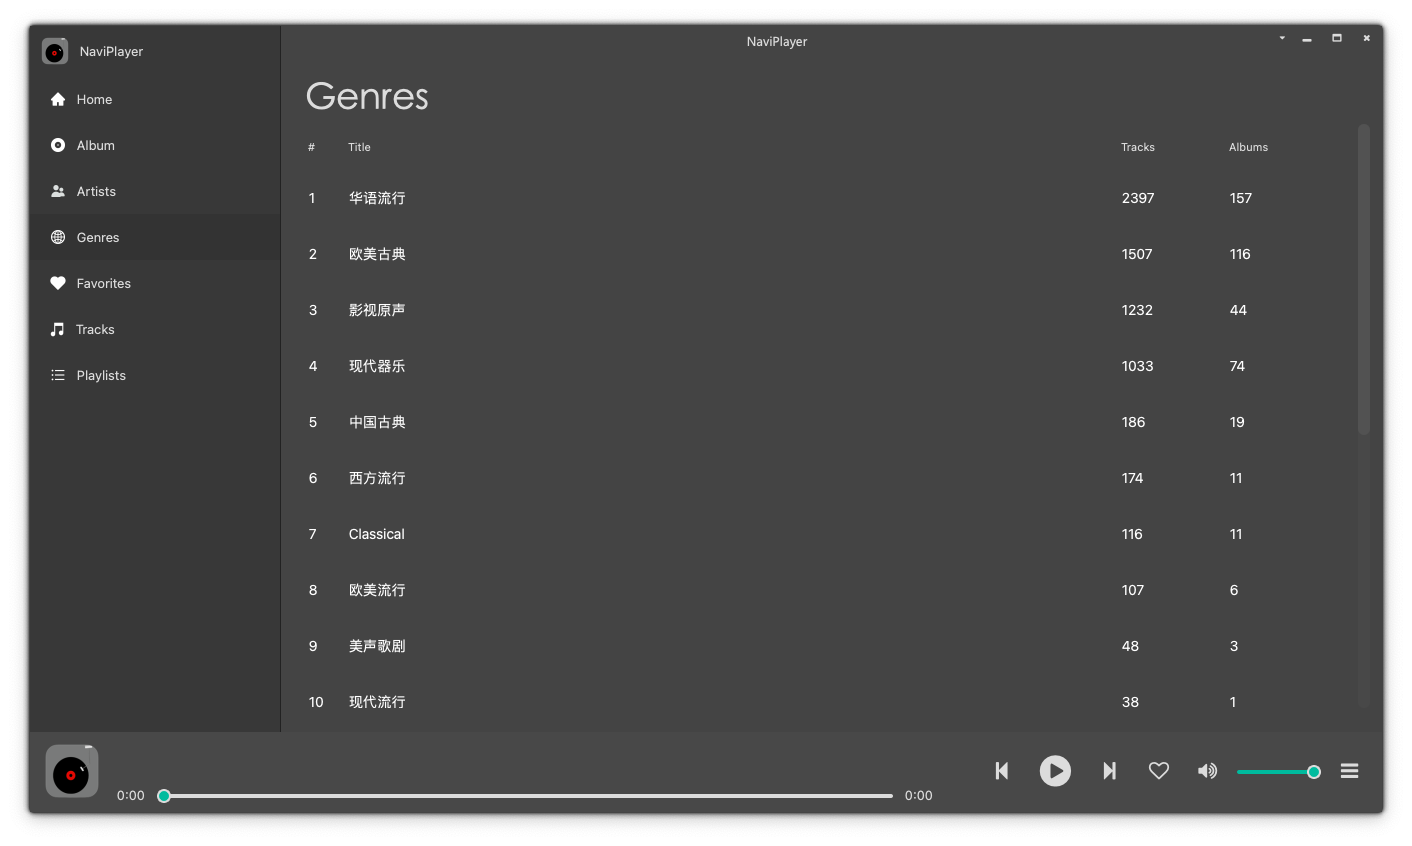 NaviPlayer
NaviPlayer
Home
Album
Artists
Genres
Favorites
Tracks
Playlists
Genres
# Title Tracks Albums
1 华语流行 2397 157
2 欧美古典 1507 116
3 影视原声 1232 44
4 现代器乐 1033 74
5 中国古典 186 19
6 西方流行 174 11
7 Classical 116 11
8 欧美流行 107 6
9 美声歌剧 48 3
10 现代流行 38 1
0:00 0:00